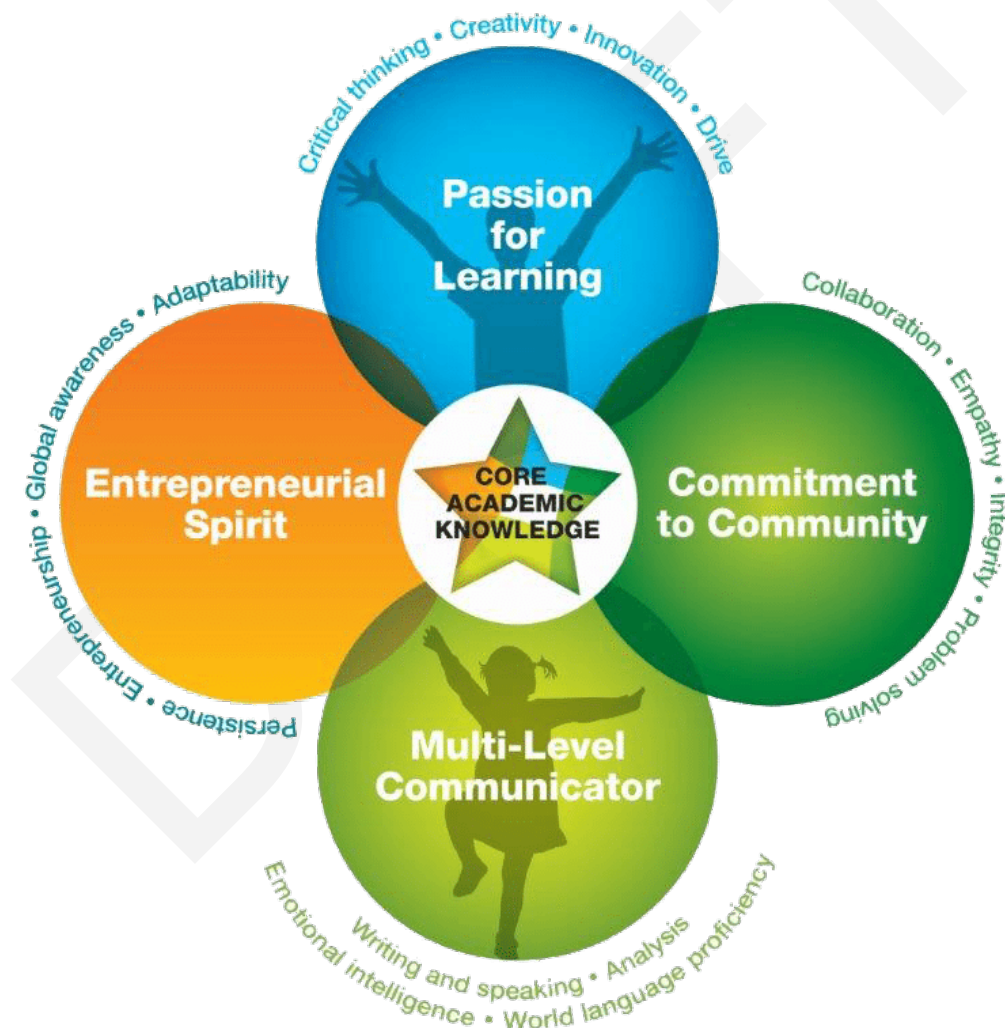 Critical thinking • Creativity • Innovation • Drive
Passion
for
Learning
Persistence • Entrepreneurship • Global awareness • Adaptability
Entrepreneurial
Spirit
CORE
ACADEMIC
KNOWLEDGE
Commitment
to Community
Collaboration • Empathy • Integrity • Problem solving
Multi-Level
Communicator
Writing and speaking • Analysis
Emotional intelligence • World language proficiency